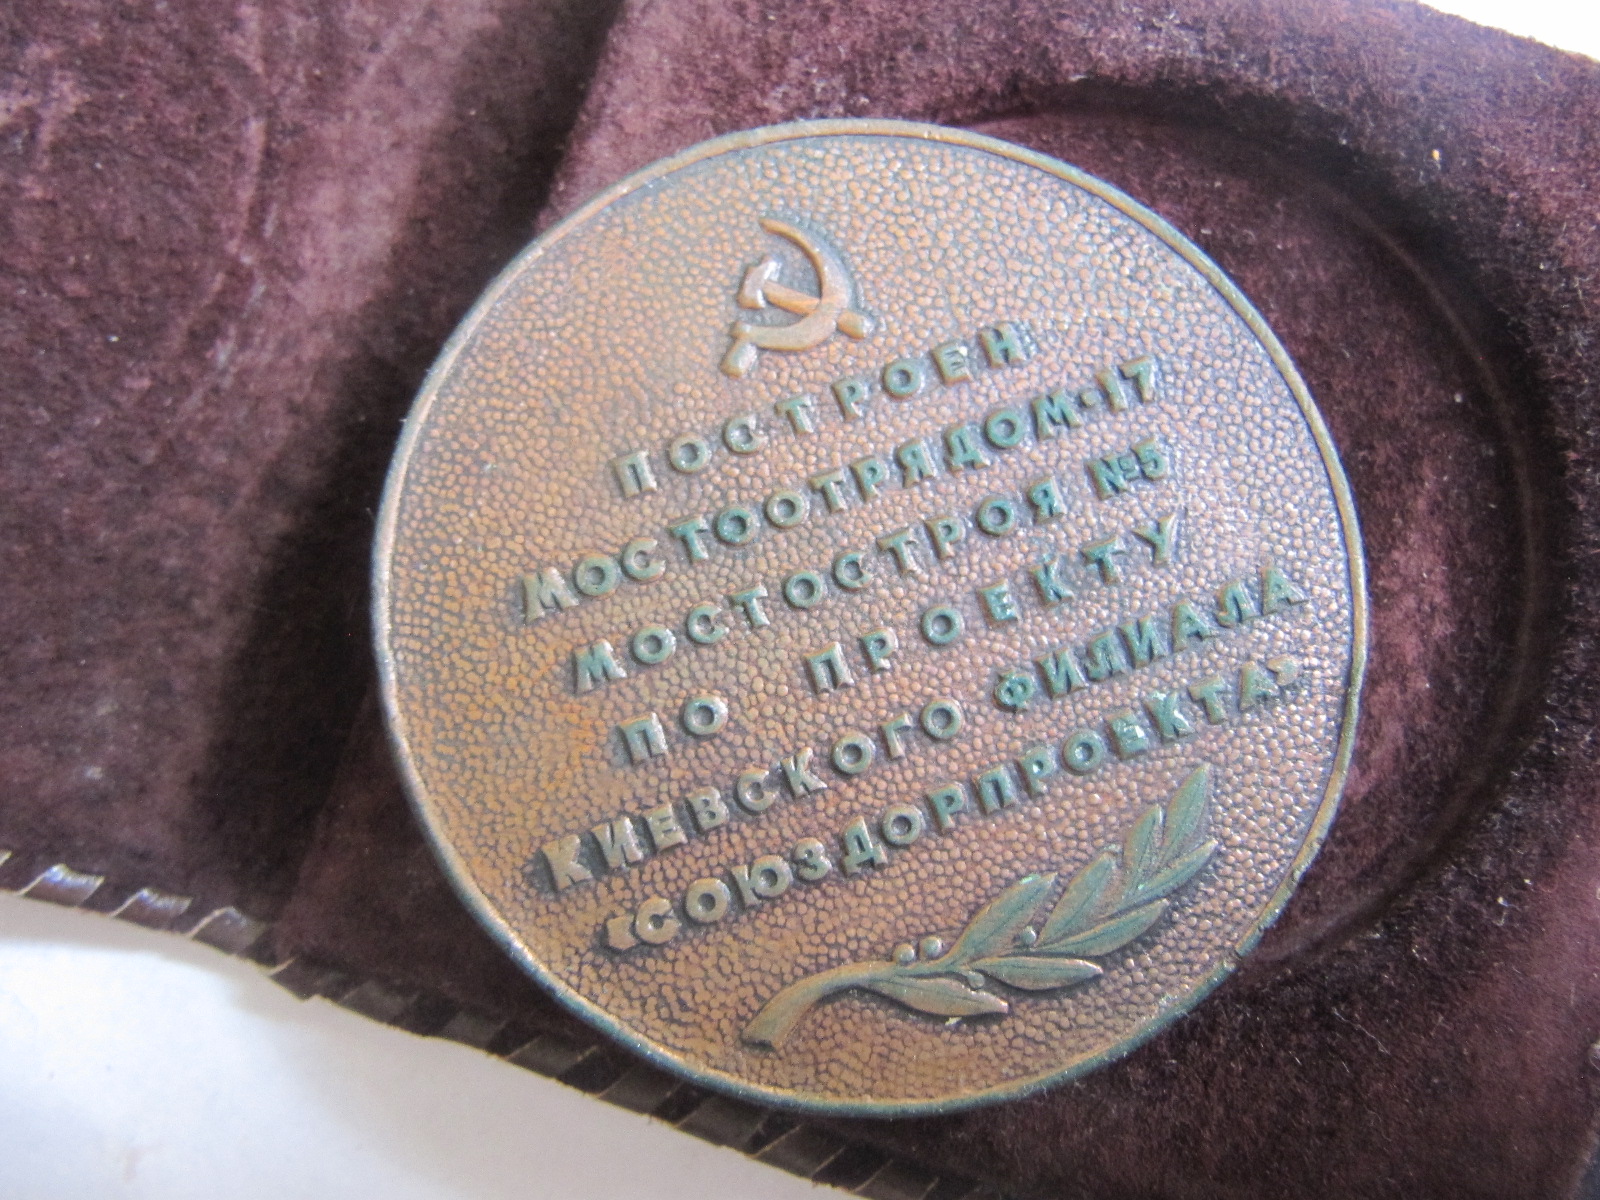 ПОСТРОЕН
МОСТООТРЯДОМ·17
МОСТОСТРОЯ №5
ПО ПРОЕКТУ
КИЕВСКОГО ФИЛИАЛА
«СОЮЗДОРПРОЕКТА»